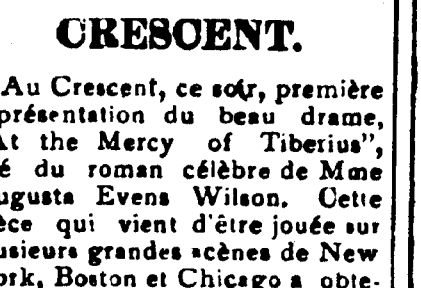 CRESCENT.
Au Crescent, ce soir, première
présentation du beau drame,
At the Mercy of Tiberius",
é du roman célèbre de Mme
ugusta Evens Wilson. Cette
èce qui vient d'être jouée sur
usieurs grandes scènes de New
ork, Boston et Chicago a obte-